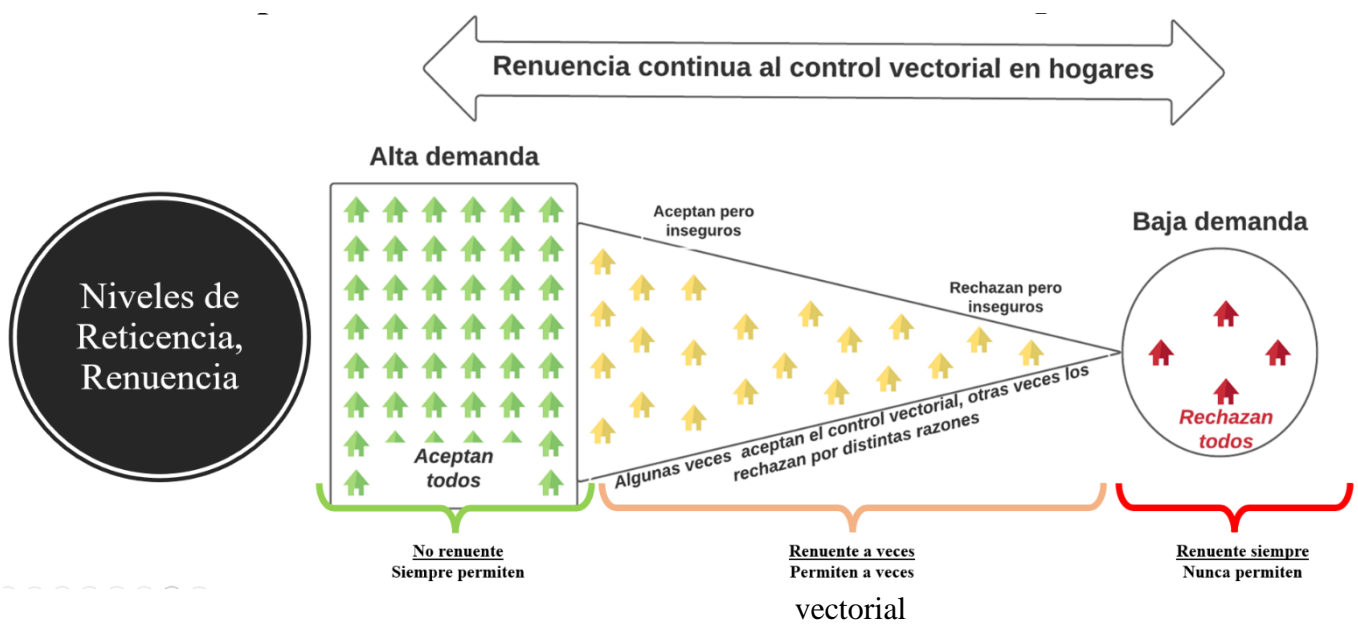 Renuencia continua al control vectorial en hogares
Alta demanda
Aceptan pero
inseguros
Baja demanda
Rechazan pero
inseguros
Niveles de
Reticencia,
Renuencia
Algunas veces aceptan el control vectorial, otras veces los
rechazan por distintas razones
Aceptan
todos
Rechazan
todos
No renuente
Siempre permiten
Renuente a veces
Permiten a veces
Renuente siempre
Nunca permiten
vectorial